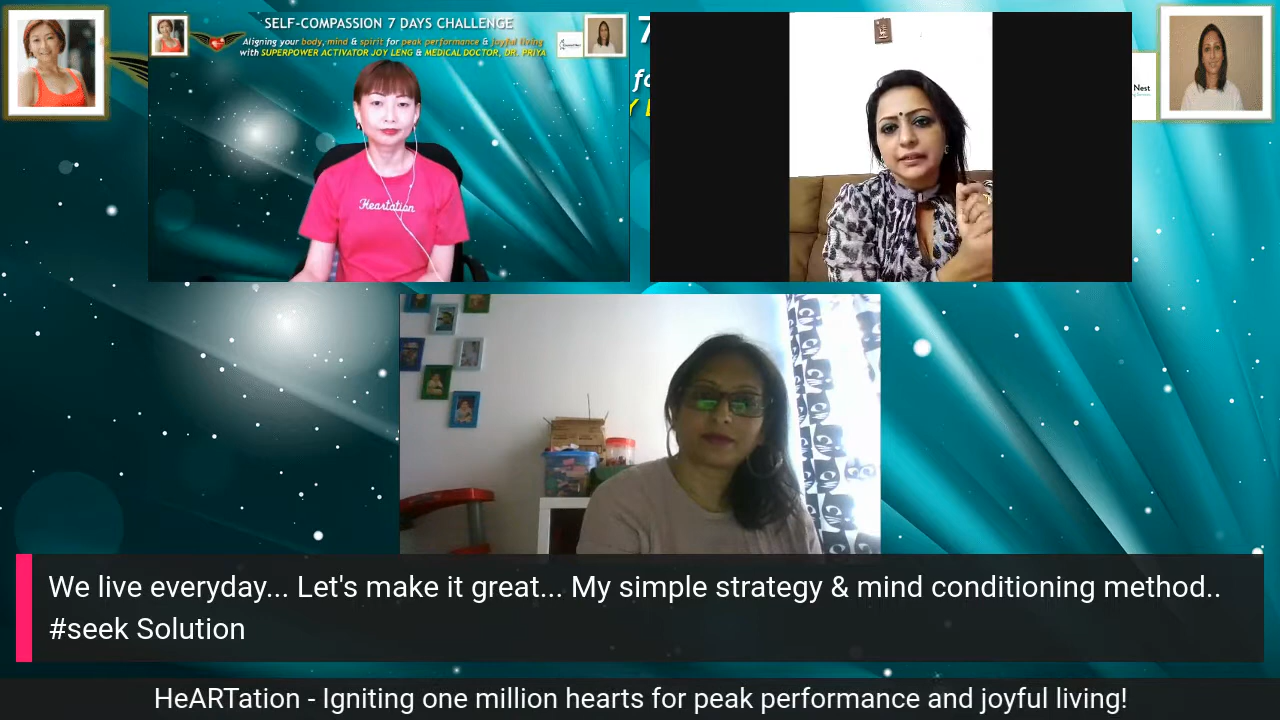 SELF-COMPASSION 7 DAYS CHALLENGE
Aligning your body, mind & spirit for peak performance & joyful living
with SUPERPOWER ACTIVATOR JOY LENG & MEDICAL DOCTOR, DR. PRIYA
7
fo
Nest
Heartation
We live everyday... Let's make it great... My simple strategy & mind conditioning method..
#seek Solution
HeARTation - Igniting one million hearts for peak performance and joyful living!